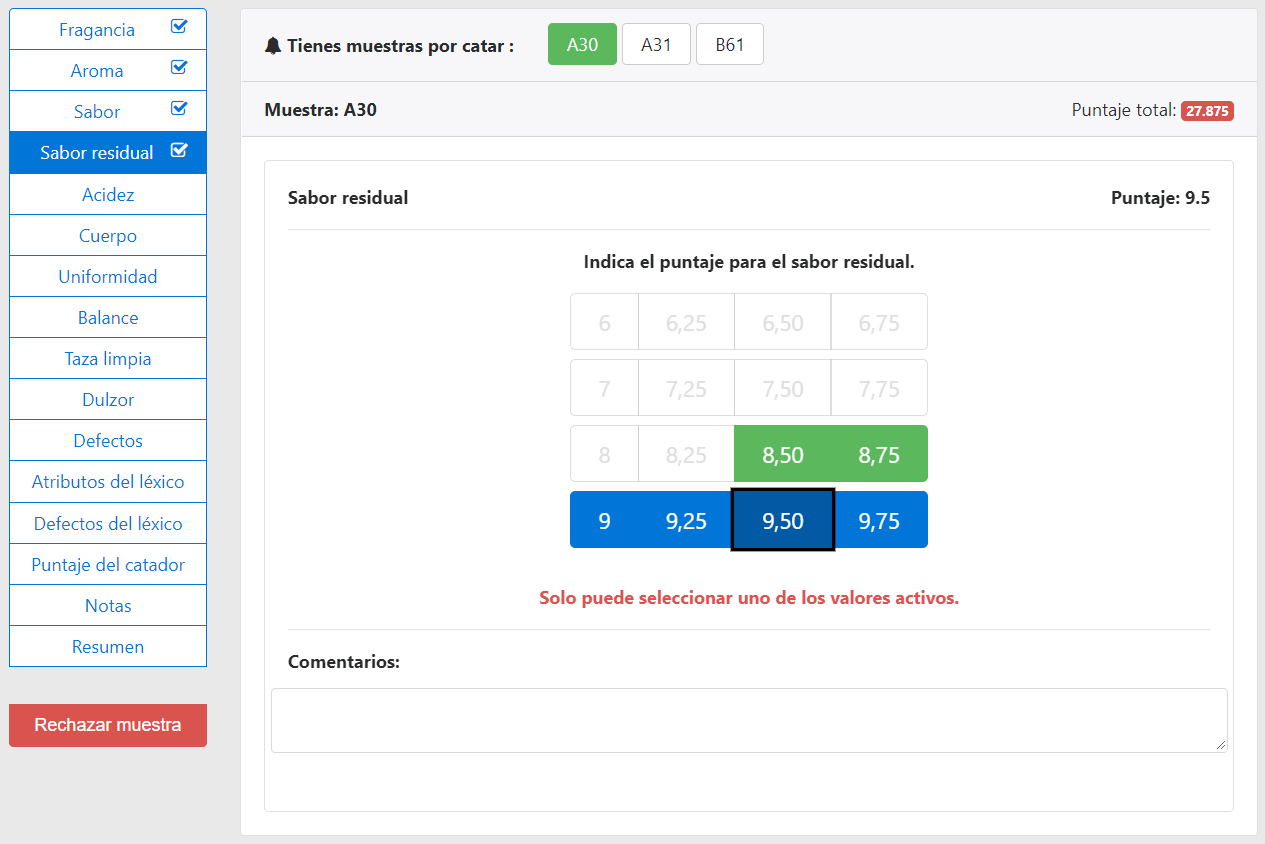 Fragancia
Aroma
Sabor
Sabor residual
Acidez
Cuerpo
Uniformidad
Balance
Taza limpia
Dulzor
Defectos
Atributos del léxico
Defectos del léxico
Puntaje del catador
Notas
Resumen
Rechazar muestra
Tienes muestras por catar : A30 A31 B61
Muestra: A30 Puntaje total: 27.875
Sabor residual Puntaje: 9.5
Indica el puntaje para el sabor residual.
6 6,25 6,50 6,75
7 7,25 7,50 7,75
8 8,25 8,50 8,75
9 9,25 9,50 9,75
Solo puede seleccionar uno de los valores activos.
Comentarios: